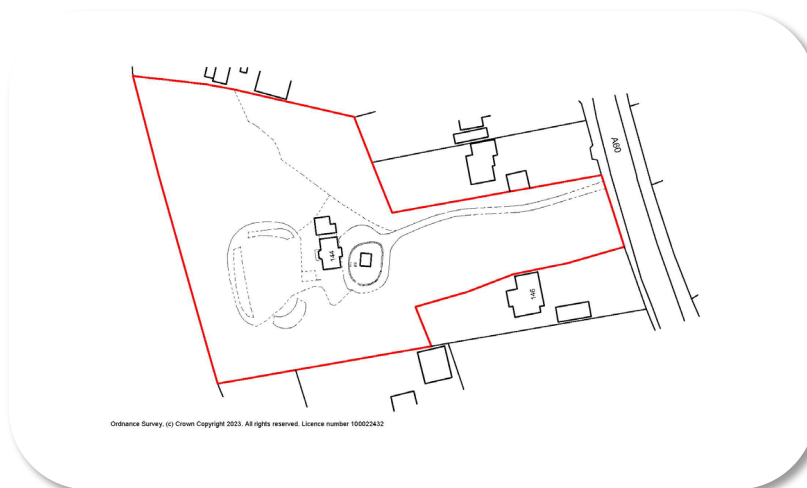 A60
144
146
Ordnance Survey, (c) Crown Copyright 2023. All rights reserved. Licence number 100022432